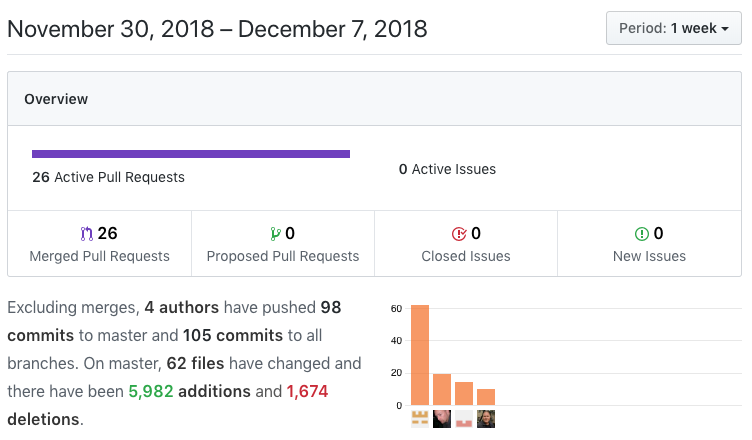 November 30, 2018 – December 7, 2018
Period: 1 week
Overview
26 Active Pull Requests
0 Active Issues
26
Merged Pull Requests
0
Proposed Pull Requests
0
Closed Issues
0
New Issues
Excluding merges, 4 authors have pushed 98
commits to master and 105 commits to all
branches. On master, 62 files have changed and
there have been 5,982 additions and 1,674
deletions.
60
40
20
0